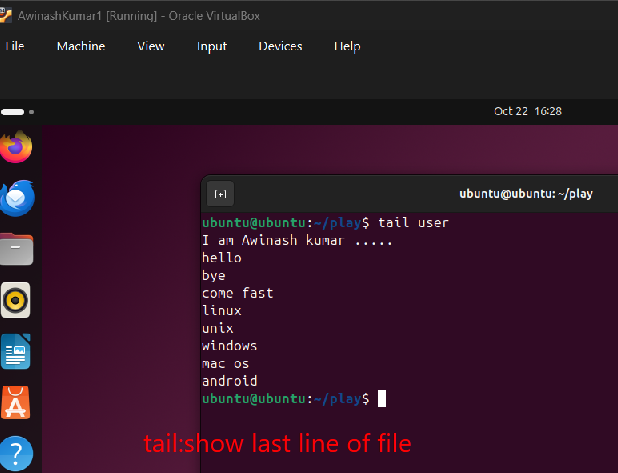 AwinashKumar1 [Running] - Oracle VirtualBox
File Machine View Input Devices Help
Oct 22 16:28
ubuntu@ubuntu: ~/play
ubuntu@ubuntu:~/play$ tail user
I am Awinash kumar .....
hello
bye
come fast
linux
unix
windows
mac os
android
ubuntu@ubuntu:~/play$
tail:show last line of file